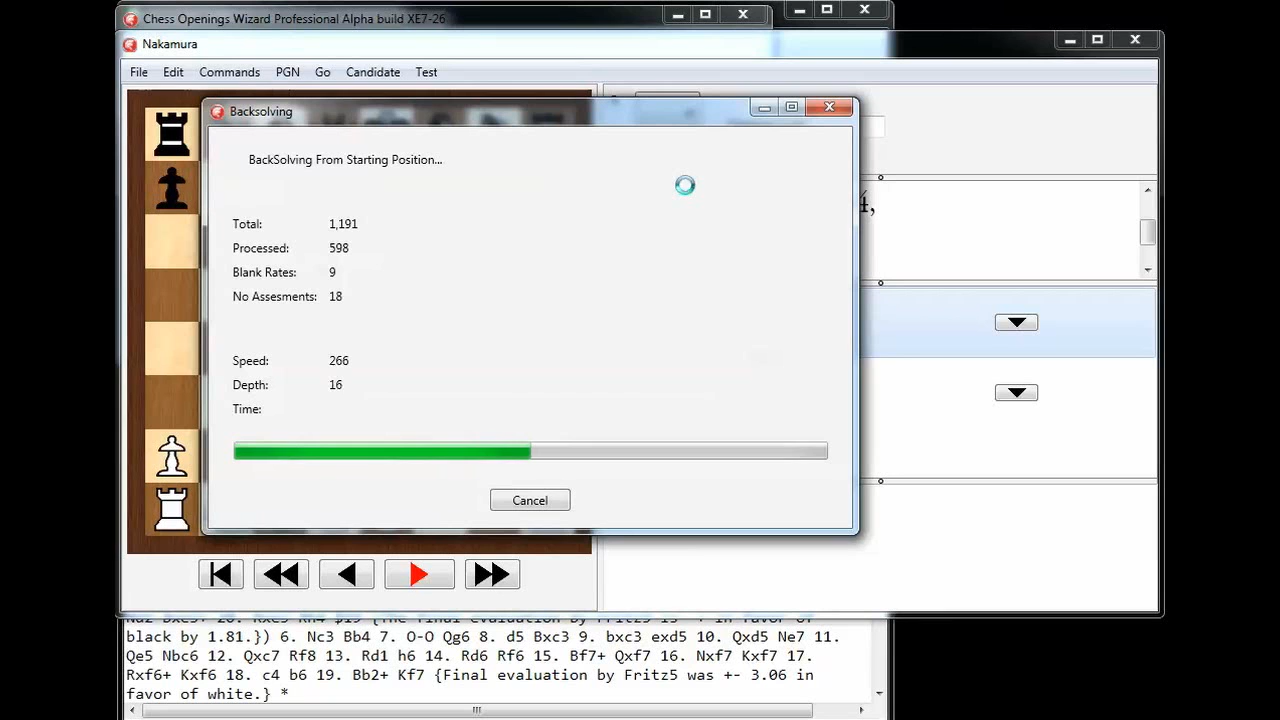 Chess Openings Wizard Professional Alpha build XE7-26
Nakamura
File Edit Commands PGN Go Candidate Test
Backsolving
BackSolving From Starting Position...
4,
Total: 1,191
Processed: 598
Blank Rates: 9
No Assesments: 18
Speed: 266
Depth: 16
Time:
Cancel
black by 1.81.}) 6. Nc3 Bb4 7. O-O Qg6 8. d5 Bxc3 9. bxc3 exd5 10. Qxd5 Ne7 11.
Qe5 Nbc6 12. Qxc7 Rf8 13. Rd1 h6 14. Rd6 Rf6 15. Bf7+ Qxf7 16. Nxf7 Kxf7 17.
Rxf6+ Kxf6 18. c4 b6 19. Bb2+ Kf7 {Final evaluation by Fritz5 was +- 3.06 in
favor of white.} *